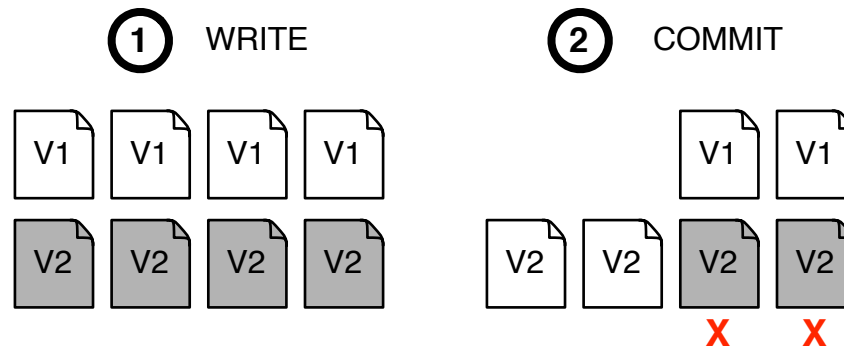 1 WRITE
2 COMMIT
V1 V1 V1 V1
V1 V1
V2 V2 V2 V2
V2 V2 V2 V2
X X